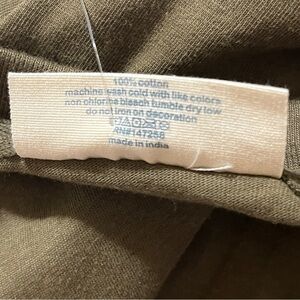 100% cotton
machine wash cold with like colors
non chlorine bleach tumble dry low
do not iron on decoration
RN#147258
made in india